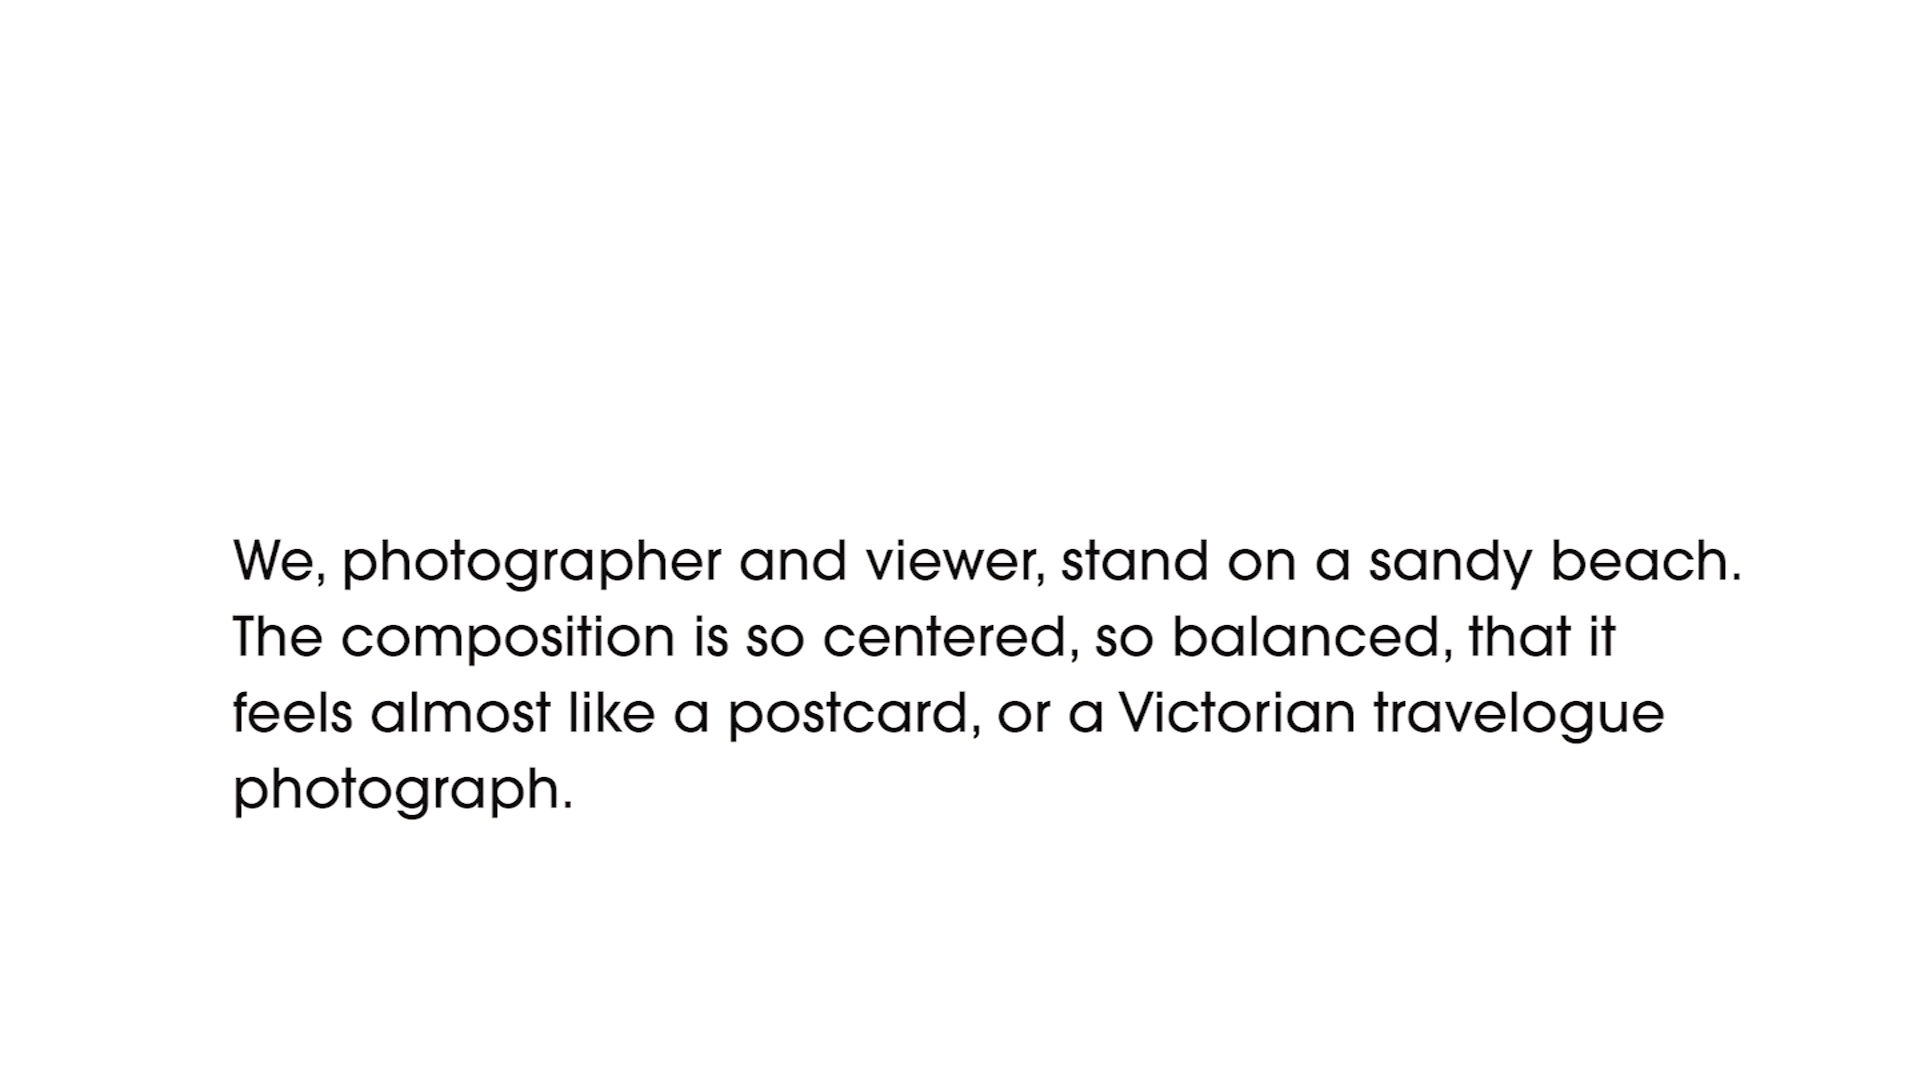 We, photographer and viewer, stand on a sandy beach.
The composition is so centered, so balanced, that it
feels almost like a postcard, or a Victorian travelogue
photograph.